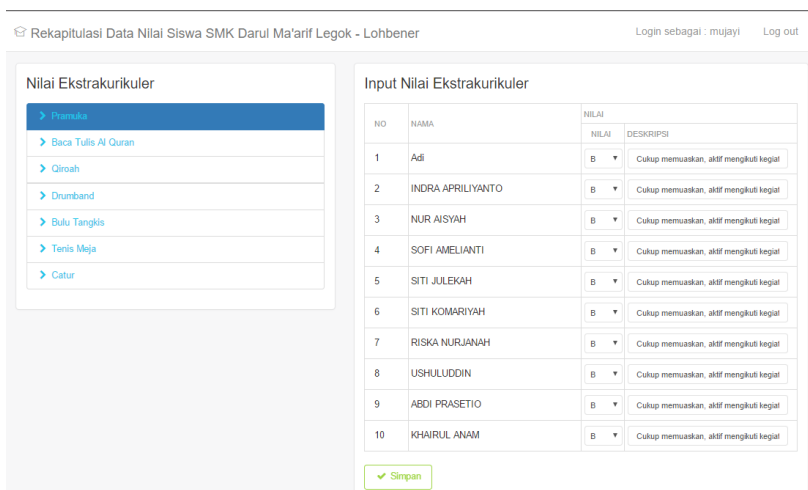 Rekapitulasi Data Nilai Siswa SMK Darul Ma'arif Legok - Lohbener
Login sebagai : mujayi Log out
Nilai Ekstrakurikuler
Pramuka
Baca Tulis Al Quran
Qiroah
Drumband
Bulu Tangkis
Tenis Meja
Catur
Input Nilai Ekstrakurikuler
NO NAMA NILAI
NILAI DESKRIPSI
1 Adi B Cukup memuaskan, aktif mengikuti kegiat
2 INDRA APRILIYANTO B Cukup memuaskan, aktif mengikuti kegiat
3 NUR AISYAH B Cukup memuaskan, aktif mengikuti kegiat
4 SOFI AMELIANTI B Cukup memuaskan, aktif mengikuti kegiat
5 SITI JULEKAH B Cukup memuaskan, aktif mengikuti kegiat
6 SITI KOMARIYAH B Cukup memuaskan, aktif mengikuti kegiat
7 RISKA NURJANAH B Cukup memuaskan, aktif mengikuti kegiat
8 USHULUDDIN B Cukup memuaskan, aktif mengikuti kegiat
9 ABDI PRASETIO B Cukup memuaskan, aktif mengikuti kegiat
10 KHAIRUL ANAM B Cukup memuaskan, aktif mengikuti kegiat
Simpan